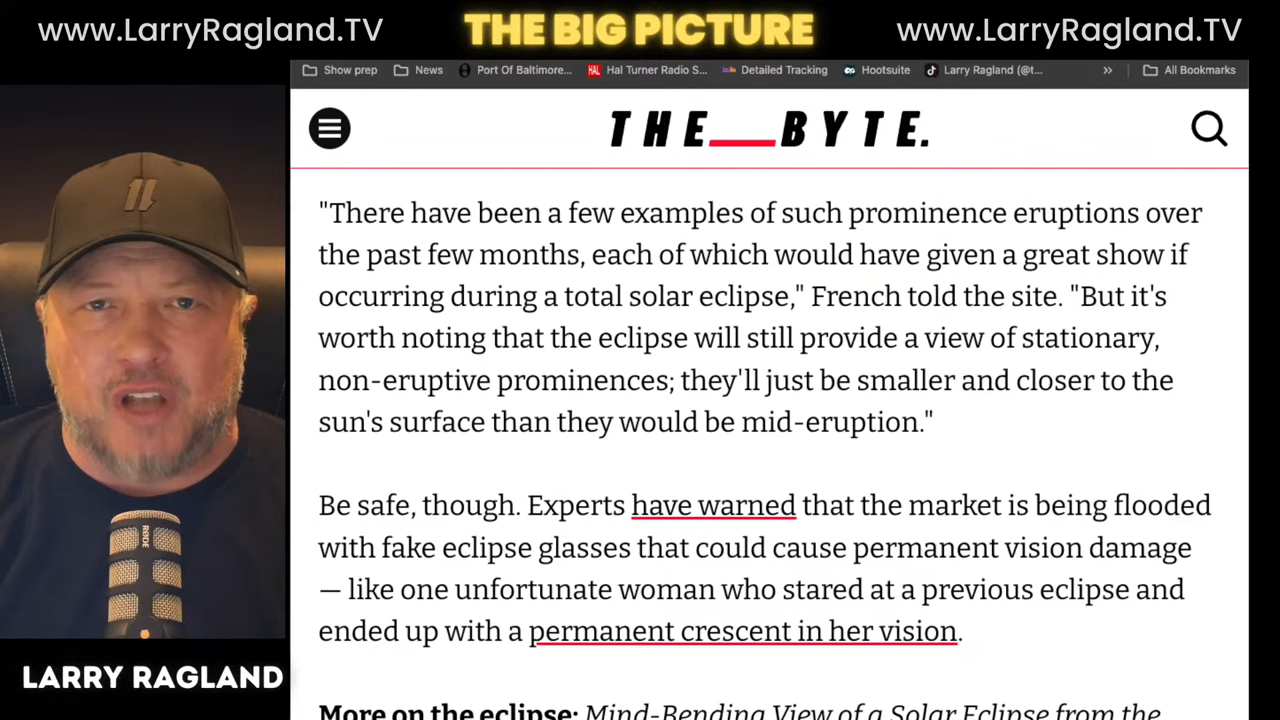 www.LarryRagland.TV
THE BIG PICTURE
www.LarryRagland.TV
Show prep
News
Port Of Baltimore...
HAL
Hal Turner Radio S...
Detailed Tracking
Hootsuite
Larry Ragland (@t...
»
All Bookmarks
THE__BYTE.
"There have been a few examples of such prominence eruptions over
the past few months, each of which would have given a great show if
occurring during a total solar eclipse," French told the site. "But it's
worth noting that the eclipse will still provide a view of stationary,
non-eruptive prominences; they'll just be smaller and closer to the
sun's surface than they would be mid-eruption."
Be safe, though. Experts have warned that the market is being flooded
with fake eclipse glasses that could cause permanent vision damage
— like one unfortunate woman who stared at a previous eclipse and
ended up with a permanent crescent in her vision.
More on the eclipse: Mind-Bending View of a Solar Eclipse from the
RØDE
LARRY RAGLAND